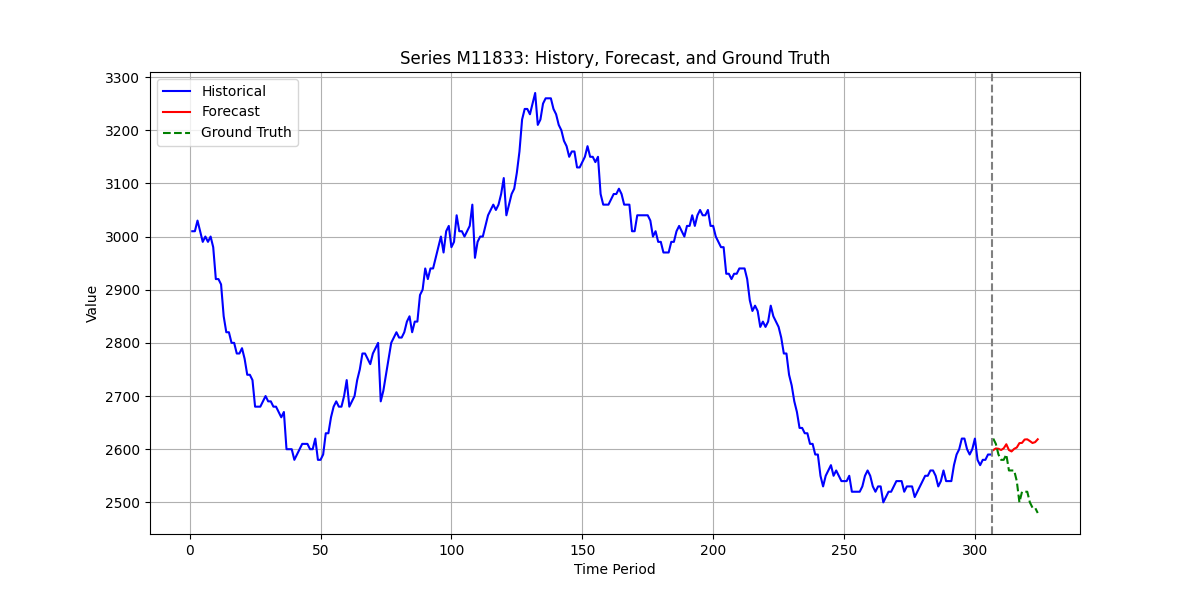 Series M11833: History, Forecast, and Ground Truth
Historical
Forecast
Ground Truth
3300
3200
3100
3000
2900
2800
2700
2600
2500
Value
0 50 100 150 200 250 300
Time Period